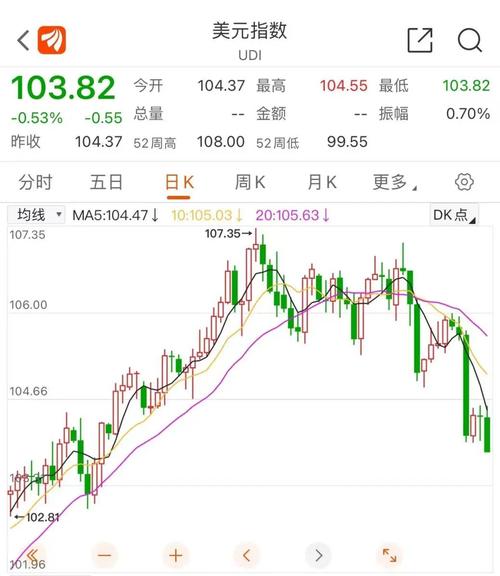 美元指数
UDI
103.82 今开 104.37 最高 104.55 最低 103.82
-0.53% -0.55 总量 -- 金额 -- 振幅 0.70%
昨收 104.37 52周高 108.00 52周低 99.55
分时 五日 日K 周K 月K 更多
均线 MA5:104.47↓ 10:105.03↓ 20:105.63↓ DK点
107.35
107.35
106.00
104.66
102.81
101.96